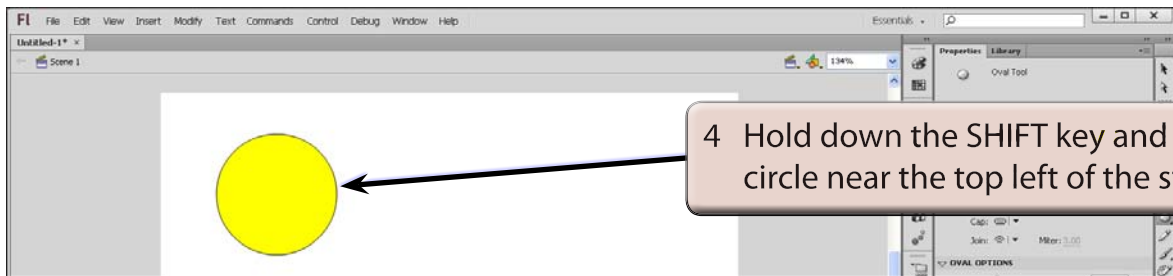 Fl File Edit View Insert Modify Text Commands Control Debug Window Help Essentials
Untitled-1* ×
Scene 1 134%
Properties Library
Oval Tool
4 Hold down the SHIFT key and
circle near the top left of the
Cap:
Join: Miter: 3.00
OVAL OPTIONS